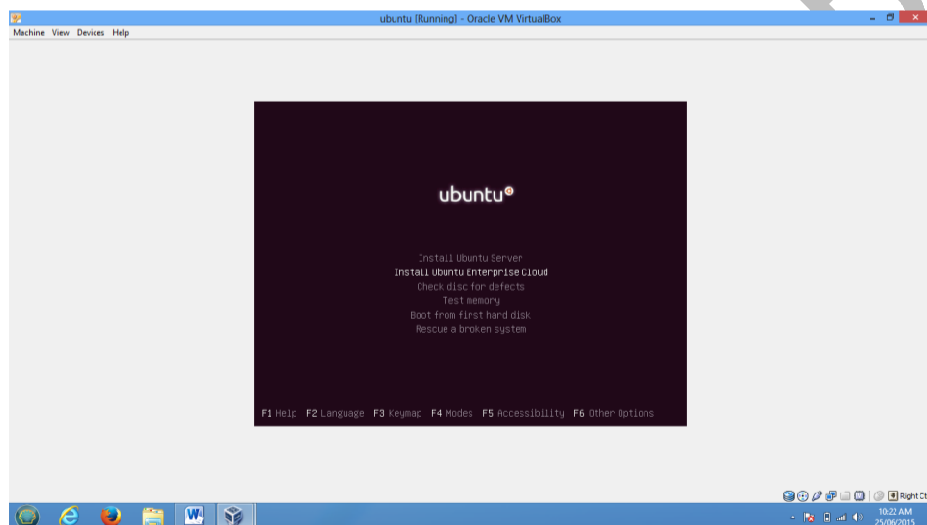 ubuntu [Running] - Oracle VM VirtualBox
Machine View Devices Help
ubuntu
Install Ubuntu Server
Install Ubuntu Enterprise Cloud
Check disc for defects
Test memory
Boot from first hard disk
Rescue a broken system
F1 Help F2 Language F3 Keymap F4 Modes F5 Accessibility F6 Other Options
Right Ct
10:22 AM
25/06/2015